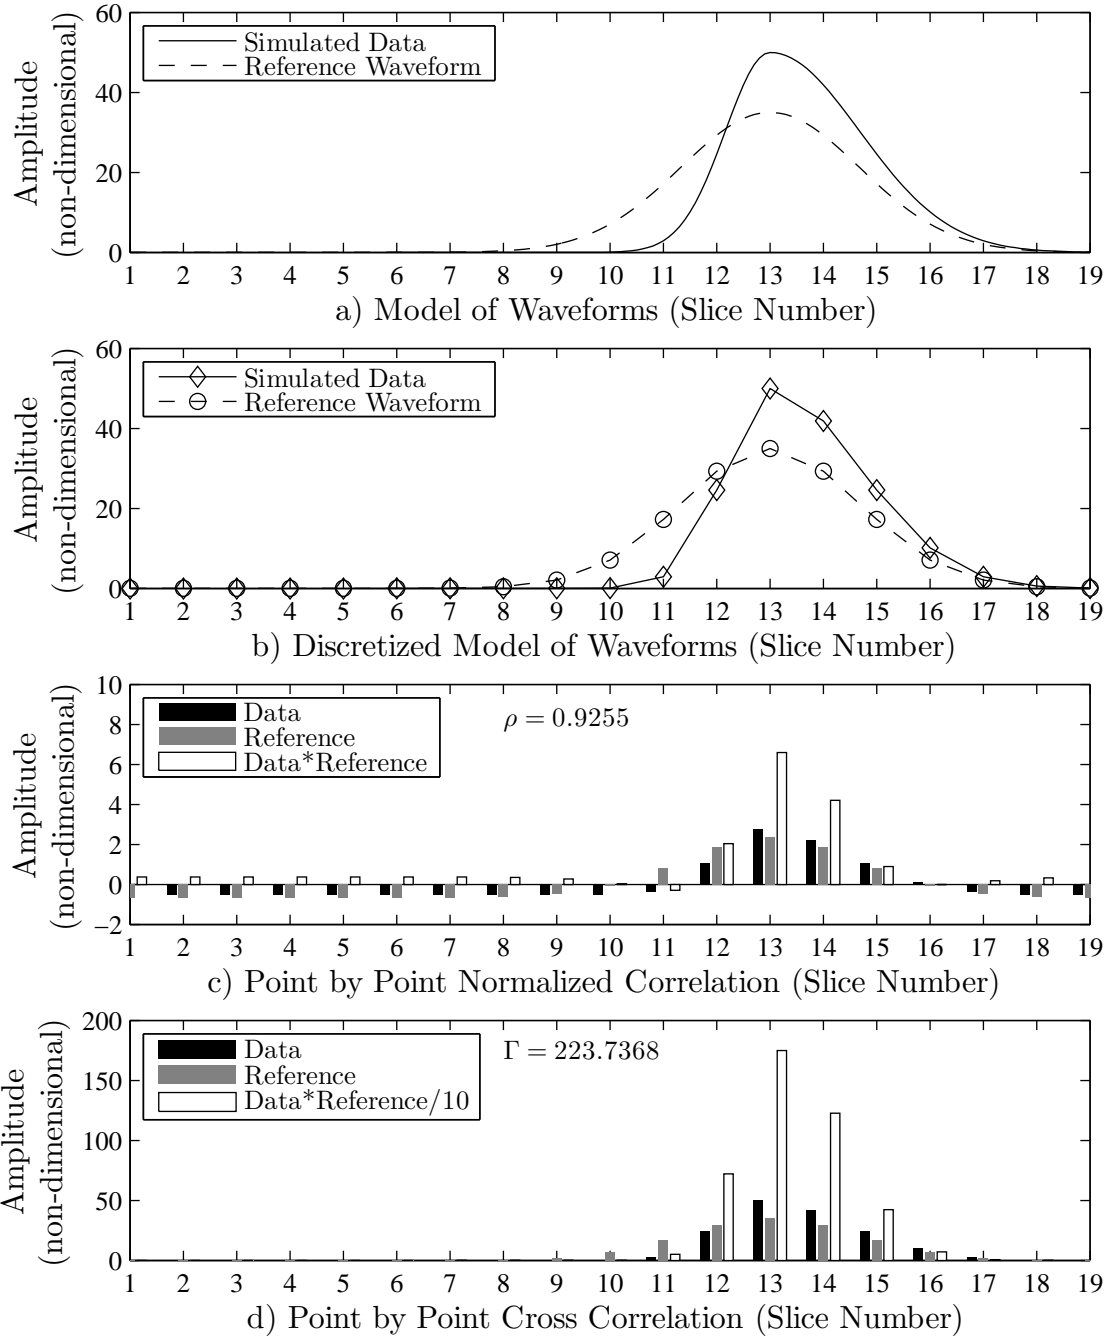 Amplitude
(non-dimensional)
60
40
20
0
Simulated Data
Reference Waveform
1 2 3 4 5 6 7 8 9 10 11 12 13 14 15 16 17 18 19
a) Model of Waveforms (Slice Number)
Amplitude
(non-dimensional)
60
40
20
0
Simulated Data
Reference Waveform
1 2 3 4 5 6 7 8 9 10 11 12 13 14 15 16 17 18 19
b) Discretized Model of Waveforms (Slice Number)
Amplitude
(non-dimensional)
10
8
6
4
2
0
−2
Data
Reference
Data*Reference
ρ = 0.9255
1 2 3 4 5 6 7 8 9 10 11 12 13 14 15 16 17 18 19
c) Point by Point Normalized Correlation (Slice Number)
Amplitude
(non-dimensional)
200
150
100
50
0
Data
Reference
Data*Reference/10
Γ = 223.7368
1 2 3 4 5 6 7 8 9 10 11 12 13 14 15 16 17 18 19
d) Point by Point Cross Correlation (Slice Number)